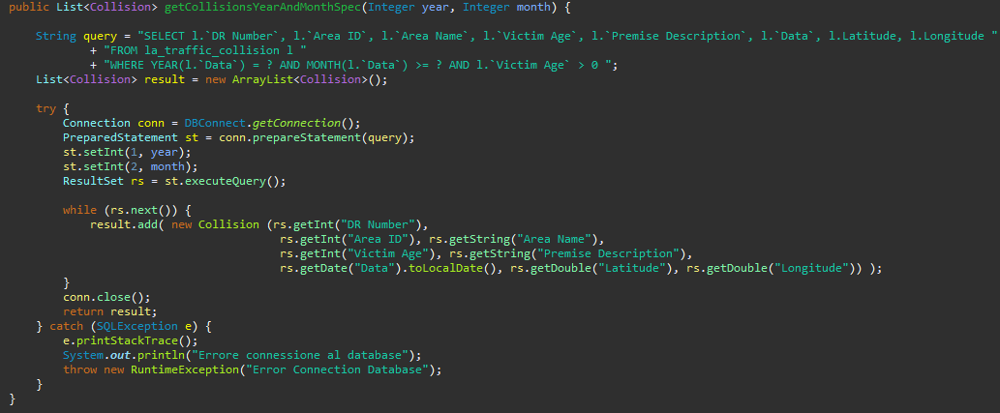 public List<Collision> getCollisionsYearAndMonthSpec(Integer year, Integer month) {
String query = "SELECT l.`DR Number`, l.`Area ID`, l.`Area Name`, l.`Victim Age`, l.`Premise Description`, l.`Data`, l.Latitude, l.Longitude "
+ "FROM la_traffic_collision l "
+ "WHERE YEAR(l.`Data`) = ? AND MONTH(l.`Data`) >= ? AND l.`Victim Age` > 0 ";
List<Collision> result = new ArrayList<Collision>();
try {
Connection conn = DBConnect.getConnection();
PreparedStatement st = conn.prepareStatement(query);
st.setInt(1, year);
st.setInt(2, month);
ResultSet rs = st.executeQuery();
while (rs.next()) {
result.add( new Collision (rs.getInt("DR Number"),
rs.getInt("Area ID"), rs.getString("Area Name"),
rs.getInt("Victim Age"), rs.getString("Premise Description"),
rs.getDate("Data").toLocalDate(), rs.getDouble("Latitude"), rs.getDouble("Longitude")) );
}
conn.close();
return result;
} catch (SQLException e) {
e.printStackTrace();
System.out.println("Errore connessione al database");
throw new RuntimeException("Error Connection Database");
}
}